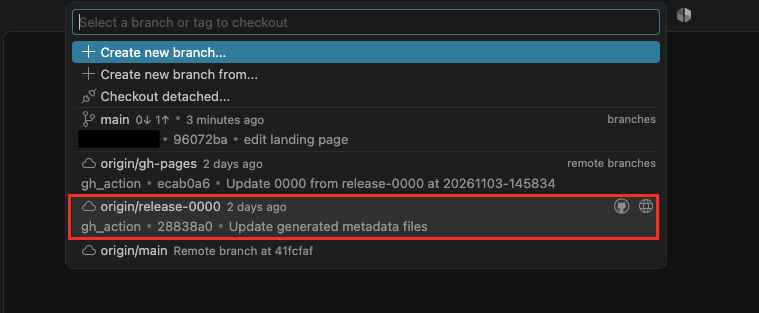 Select a branch or tag to checkout
Create new branch...
Create new branch from...
Checkout detached...
main 0↓ 1↑ • 3 minutes ago branches
• 96072ba • edit landing page
origin/gh-pages 2 days ago remote branches
gh_action • ecab0a6 • Update 0000 from release-0000 at 20261103-145834
origin/release-0000 2 days ago
gh_action • 28838a0 • Update generated metadata files
origin/main Remote branch at 41fcfaf